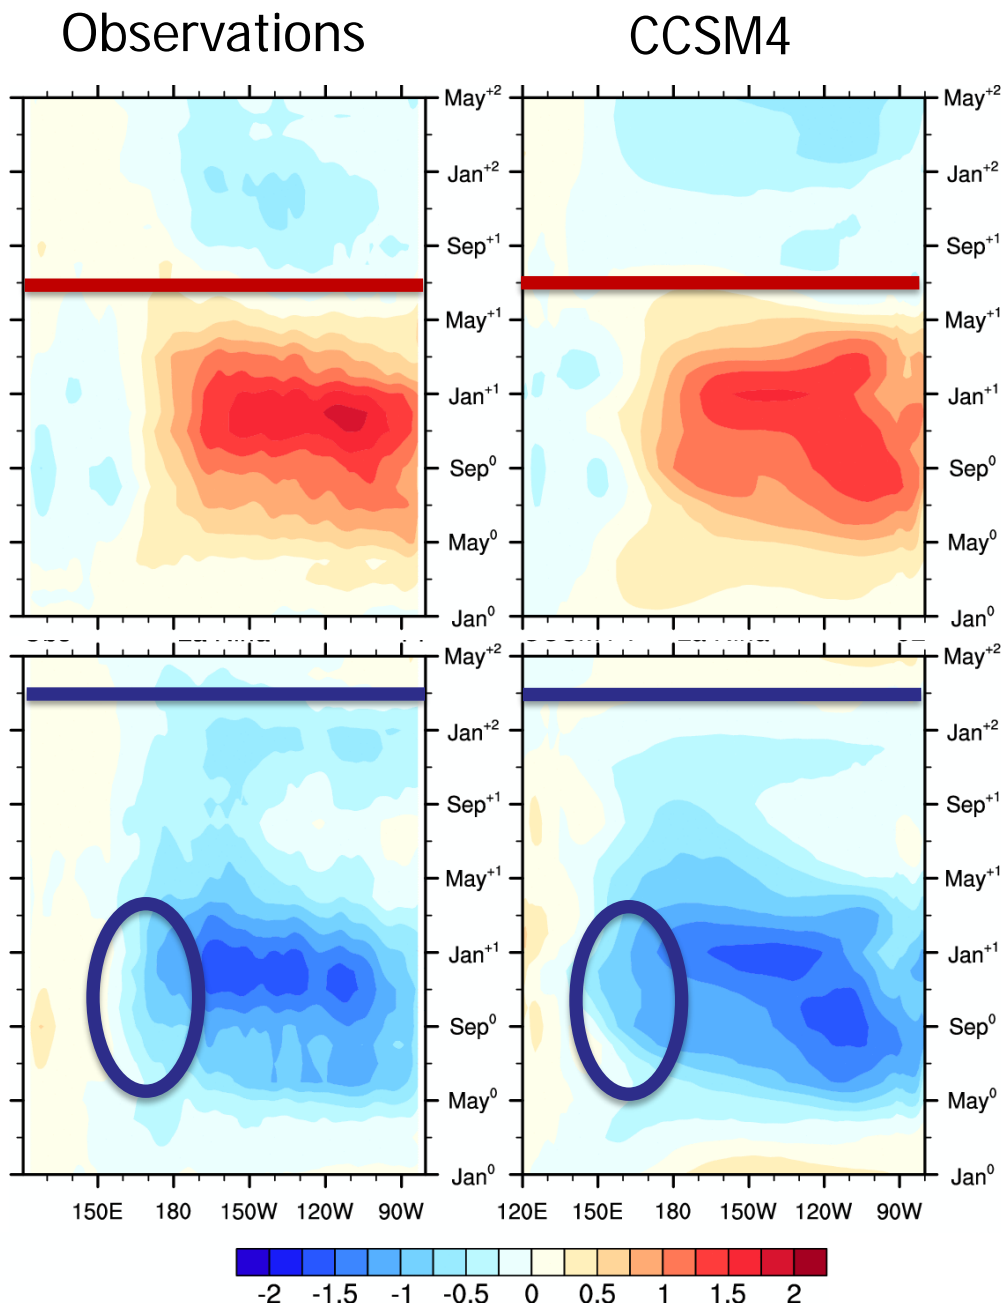 Observations CCSM4
May+2 May+2
Jan+2 Jan+2
Sep+1 Sep+1
May+1 May+1
Jan+1 Jan+1
Sep0 Sep0
May0 May0
Jan0 Jan0
May+2 May+2
Jan+2 Jan+2
Sep+1 Sep+1
May+1 May+1
Jan+1 Jan+1
Sep0 Sep0
May0 May0
Jan0 Jan0
150E 180 150W 120W 90W 120E 150E 180 150W 120W 90W
-2 -1.5 -1 -0.5 0 0.5 1 1.5 2